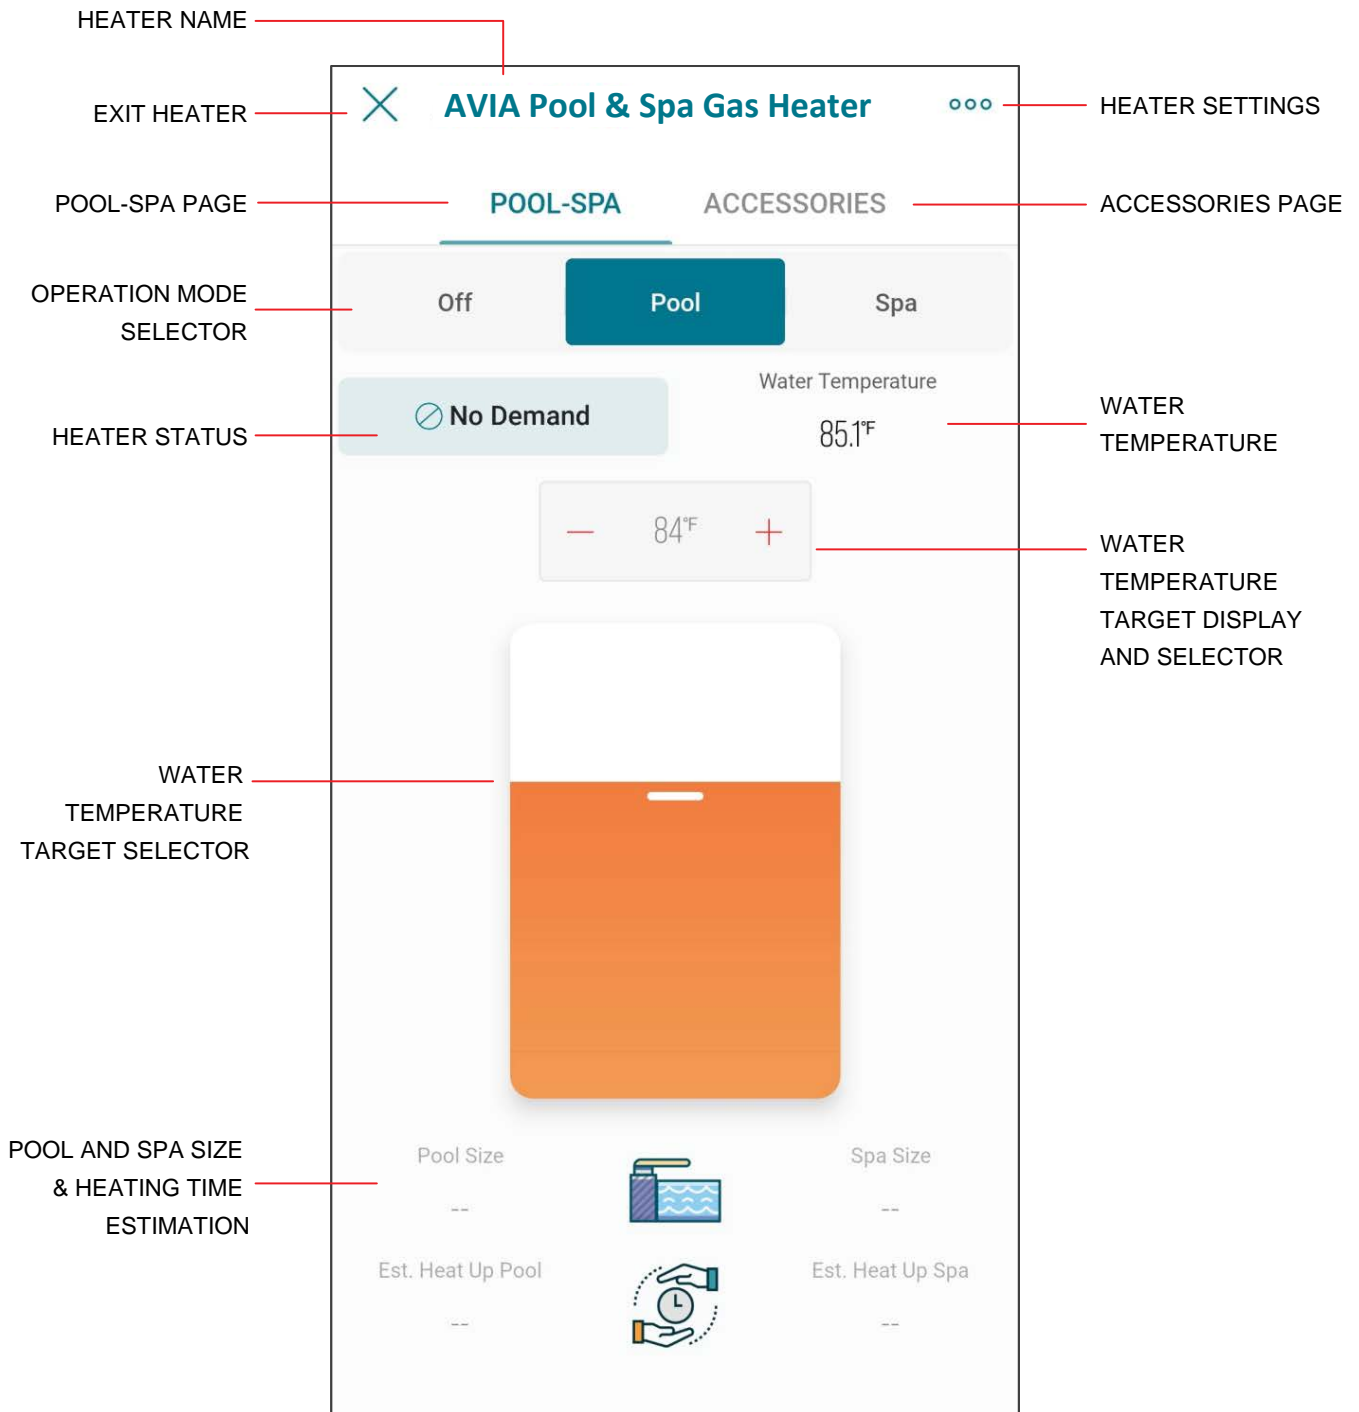 HEATER NAME
EXIT HEATER
AVIA Pool & Spa Gas Heater
HEATER SETTINGS
POOL-SPA PAGE
POOL-SPA
ACCESSORIES
ACCESSORIES PAGE
OPERATION MODE
SELECTOR
Off
Pool
Spa
HEATER STATUS
No Demand
Water Temperature
85.1°F
WATER
TEMPERATURE
− 84°F +
WATER
TEMPERATURE
TARGET DISPLAY
AND SELECTOR
WATER
TEMPERATURE
TARGET SELECTOR
POOL AND SPA SIZE
& HEATING TIME
ESTIMATION
Pool Size
--
Spa Size
--
Est. Heat Up Pool
--
Est. Heat Up Spa
--